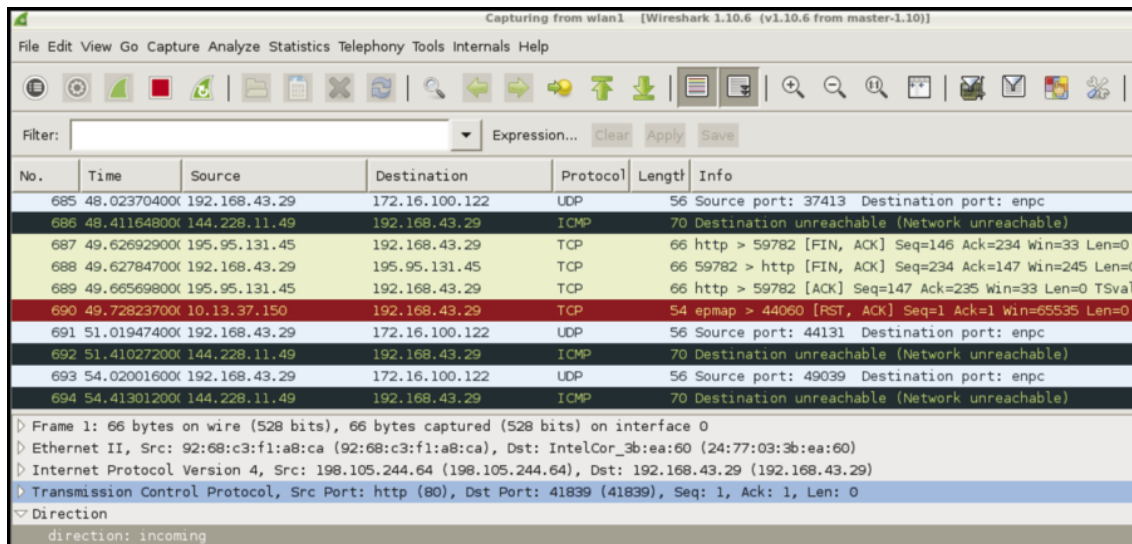 Capturing from wlan1 [Wireshark 1.10.6 (v1.10.6 from master-1.10)]
File Edit View Go Capture Analyze Statistics Telephony Tools Internals Help
Filter: Expression... Clear Apply Save
No. Time Source Destination Protocol Length Info
685 48.023704000 192.168.43.29 172.16.100.122 UDP 56 Source port: 37413 Destination port: enpc
686 48.411648000 144.228.11.49 192.168.43.29 ICMP 70 Destination unreachable (Network unreachable)
687 49.626929000 195.95.131.45 192.168.43.29 TCP 66 http > 59782 [FIN, ACK] Seq=146 Ack=234 Win=33 Len=0
688 49.627847000 192.168.43.29 195.95.131.45 TCP 66 59782 > http [FIN, ACK] Seq=234 Ack=147 Win=245 Len=0
689 49.665698000 195.95.131.45 192.168.43.29 TCP 66 http > 59782 [ACK] Seq=147 Ack=235 Win=33 Len=0 TSval
690 49.728237000 10.13.37.150 192.168.43.29 TCP 54 epmap > 44060 [RST, ACK] Seq=1 Ack=1 Win=65535 Len=0
691 51.019474000 192.168.43.29 172.16.100.122 UDP 56 Source port: 44131 Destination port: enpc
692 51.410272000 144.228.11.49 192.168.43.29 ICMP 70 Destination unreachable (Network unreachable)
693 54.020016000 192.168.43.29 172.16.100.122 UDP 56 Source port: 49039 Destination port: enpc
694 54.413012000 144.228.11.49 192.168.43.29 ICMP 70 Destination unreachable (Network unreachable)
Frame 1: 66 bytes on wire (528 bits), 66 bytes captured (528 bits) on interface 0
Ethernet II, Src: 92:68:c3:f1:a8:ca (92:68:c3:f1:a8:ca), Dst: IntelCor_3b:ea:60 (24:77:03:3b:ea:60)
Internet Protocol Version 4, Src: 198.105.244.64 (198.105.244.64), Dst: 192.168.43.29 (192.168.43.29)
Transmission Control Protocol, Src Port: http (80), Dst Port: 41839 (41839), Seq: 1, Ack: 1, Len: 0
Direction
direction: incoming